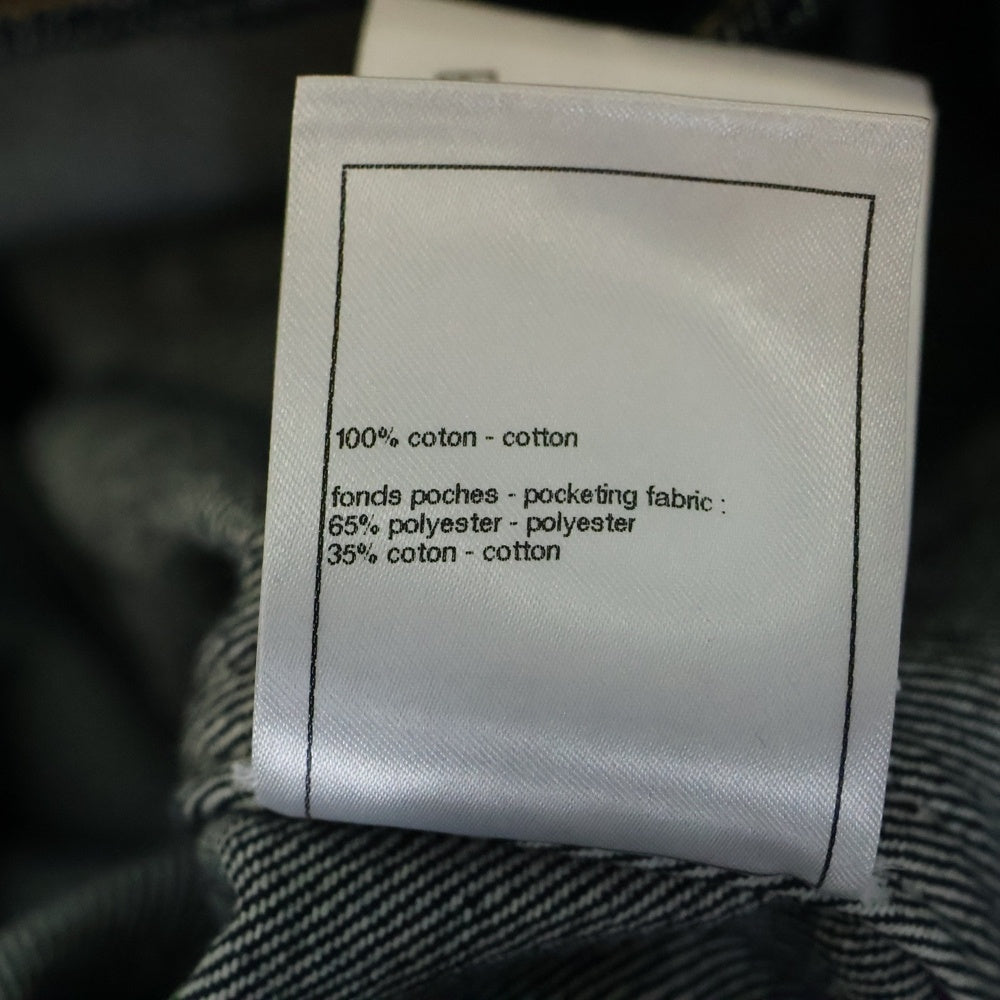 100% coton - cotton
fonds poches - pocketing fabric :
65% polyester - polyester
35% coton - cotton